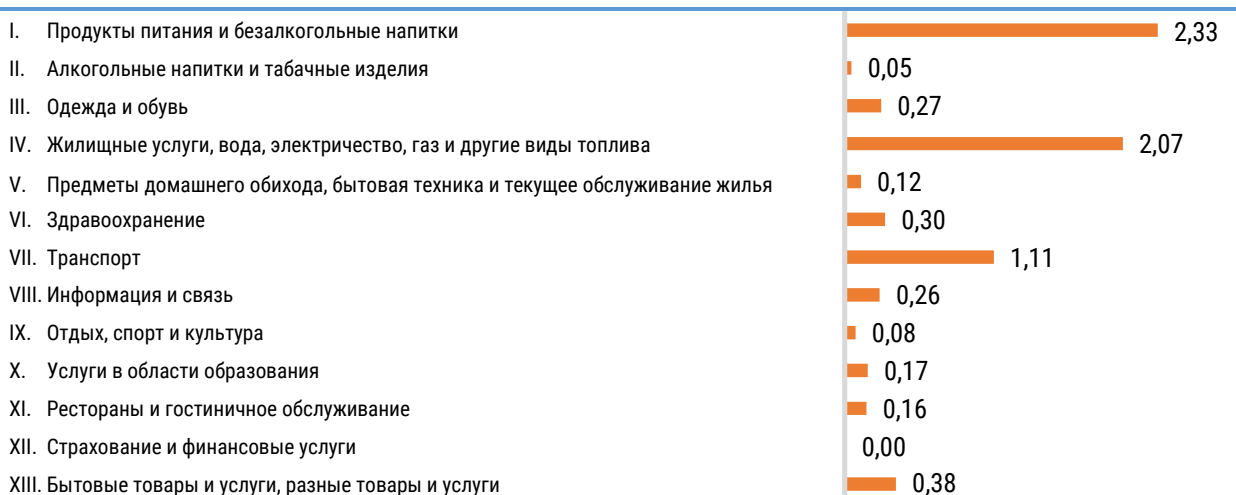 I. Продукты питания и безалкогольные напитки 2,33
II. Алкогольные напитки и табачные изделия 0,05
III. Одежда и обувь 0,27
IV. Жилищные услуги, вода, электричество, газ и другие виды топлива 2,07
V. Предметы домашнего обихода, бытовая техника и текущее обслуживание жилья 0,12
VI. Здравоохранение 0,30
VII. Транспорт 1,11
VIII. Информация и связь 0,26
IX. Отдых, спорт и культура 0,08
X. Услуги в области образования 0,17
XI. Рестораны и гостиничное обслуживание 0,16
XII. Страхование и финансовые услуги 0,00
XIII. Бытовые товары и услуги, разные товары и услуги 0,38